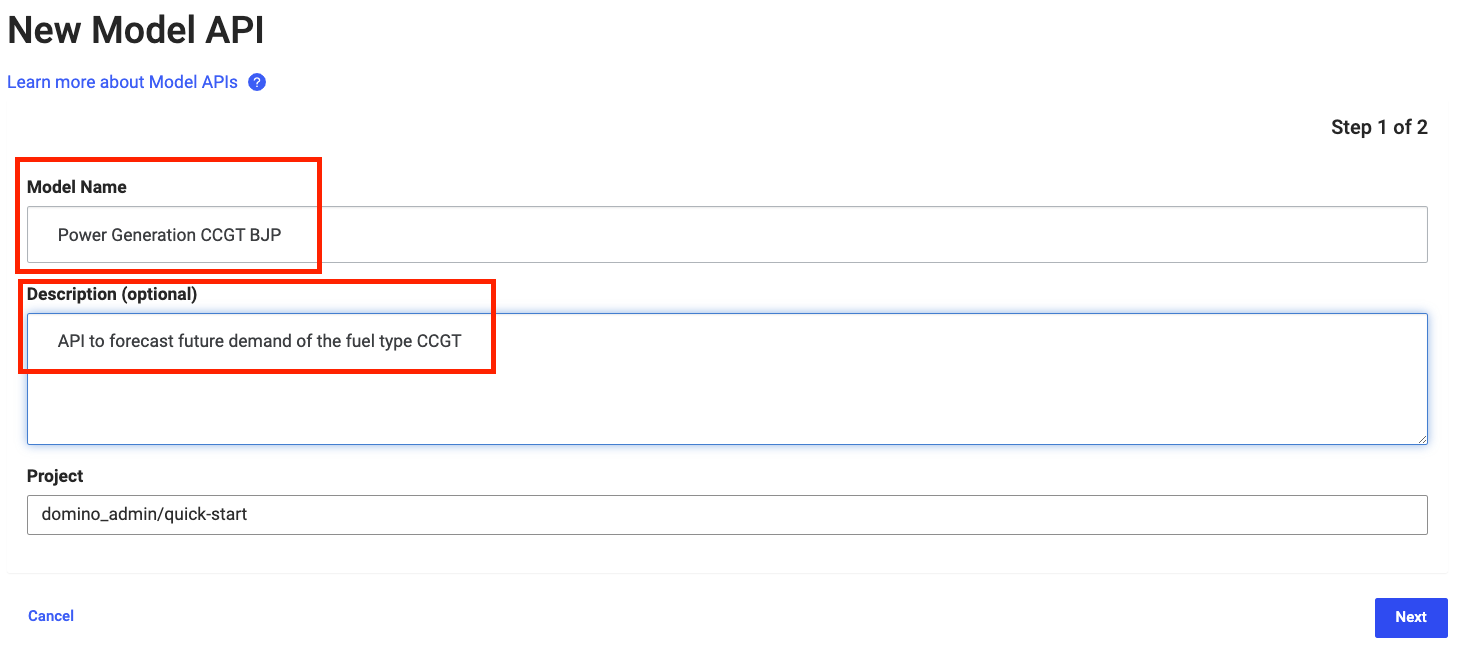 New Model API
Learn more about Model APIs ?
Step 1 of 2
Model Name
Power Generation CCGT BJP
Description (optional)
API to forecast future demand of the fuel type CCGT
Project
domino_admin/quick-start
Cancel
Next